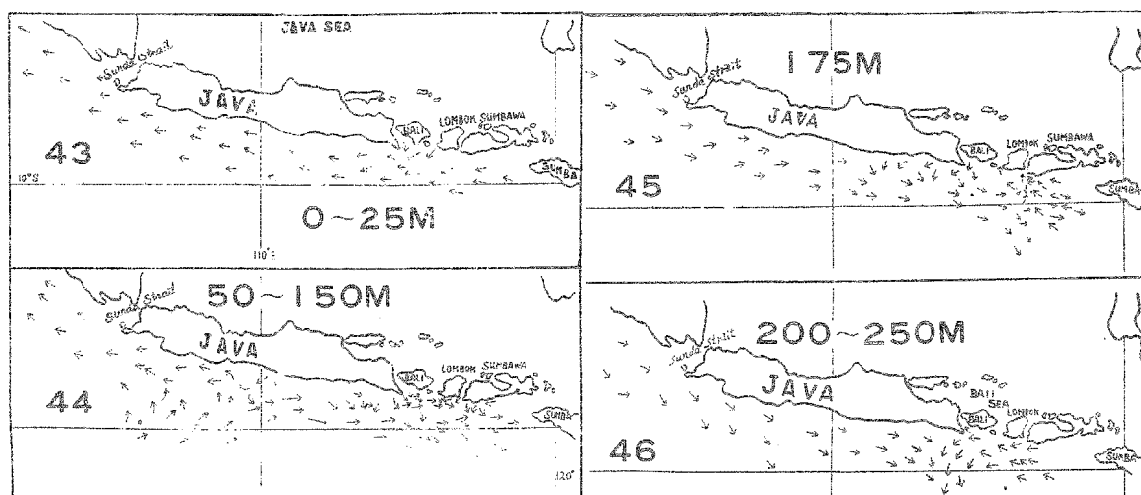 JAVA SEA
Sunda Strait
JAVA
BALI
LOMBOK SUMBAWA
43
10°S
SUMBA
0~25M
110°E
50~150M
Sunda Strait
JAVA
BALI
LOMBOK
SUMBAWA
44
SUMBA
120°
175M
Sunda Strait
JAVA
BALI
LOMBOK
SUMBAWA
45
SUMBA
200~250M
Sunda Strait
JAVA
BALI
SEA
BALI
LOMBOK
46
SUMBA